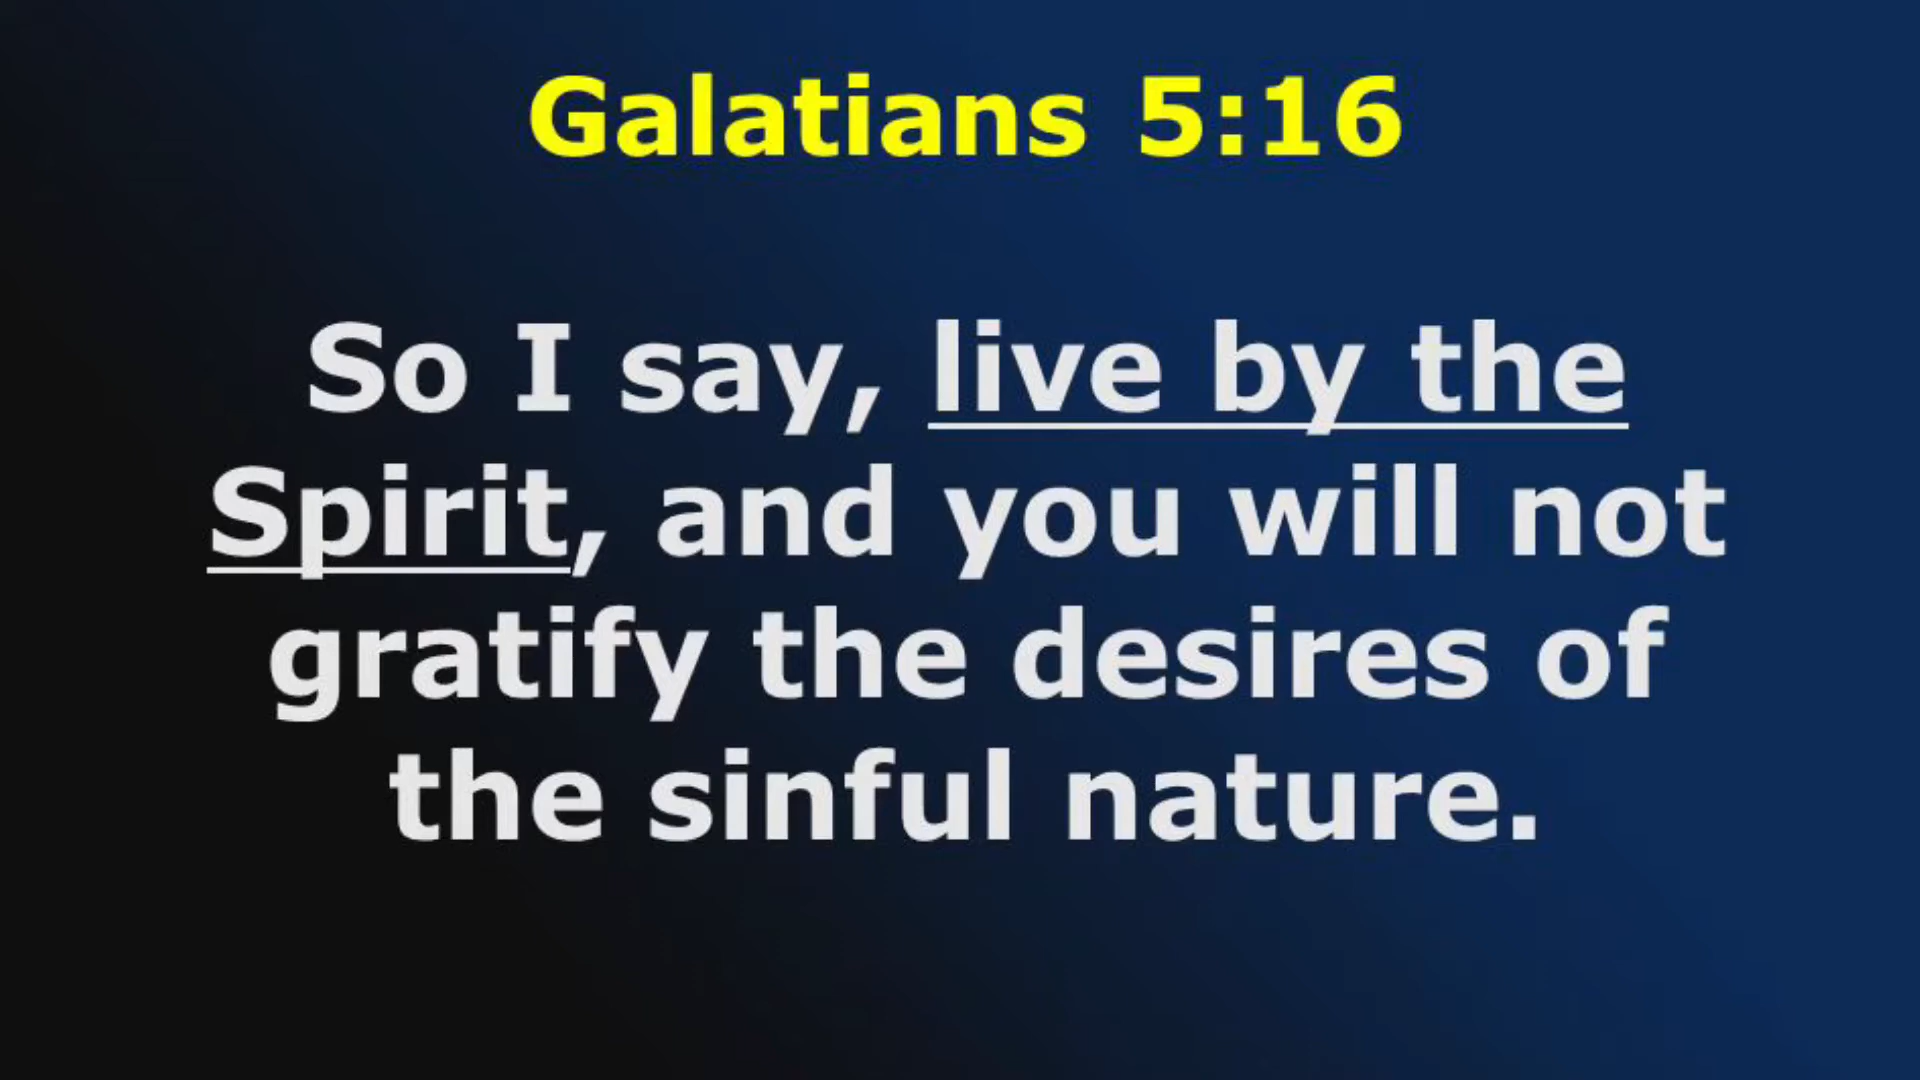 Galatians 5:16
So I say, live by the
Spirit, and you will not
gratify the desires of
the sinful nature.